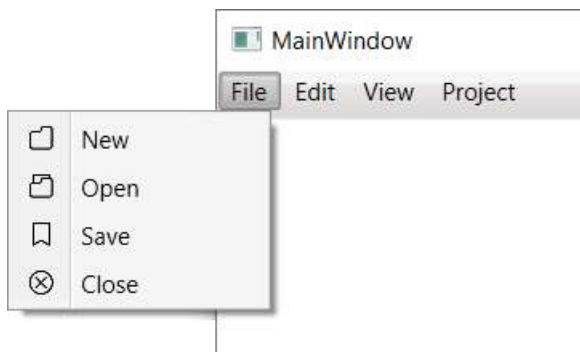 MainWindow
File Edit View Project
New
Open
Save
Close